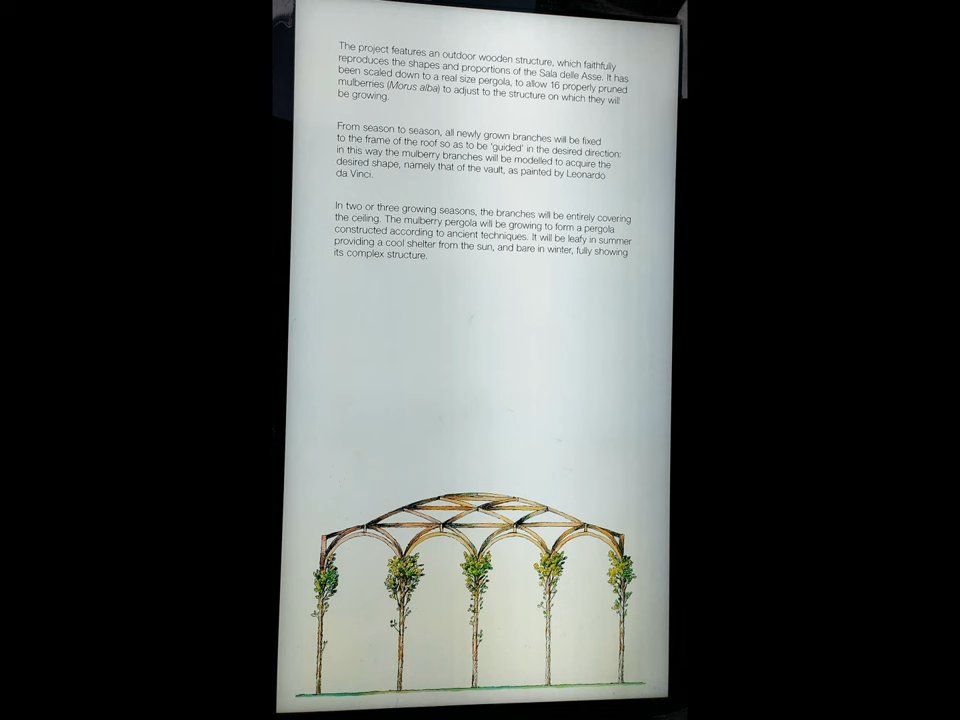 The project features an outdoor wooden structure, which faithfully
reproduces the shapes and proportions of the Sala delle Asse. It has
been scaled down to a real size pergola, to allow 16 properly pruned
mulberries (Morus alba) to adjust to the structure on which they will
be growing.
From season to season, all newly grown branches will be fixed
to the frame of the roof so as to be 'guided' in the desired direction:
in this way the mulberry branches will be modelled to acquire the
desired shape, namely that of the vault, as painted by Leonardo
da Vinci.
In two or three growing seasons, the branches will be entirely covering
the ceiling. The mulberry pergola will be growing to form a pergola
constructed according to ancient techniques. It will be leafy in summer
providing a cool shelter from the sun, and bare in winter, fully showing
its complex structure.